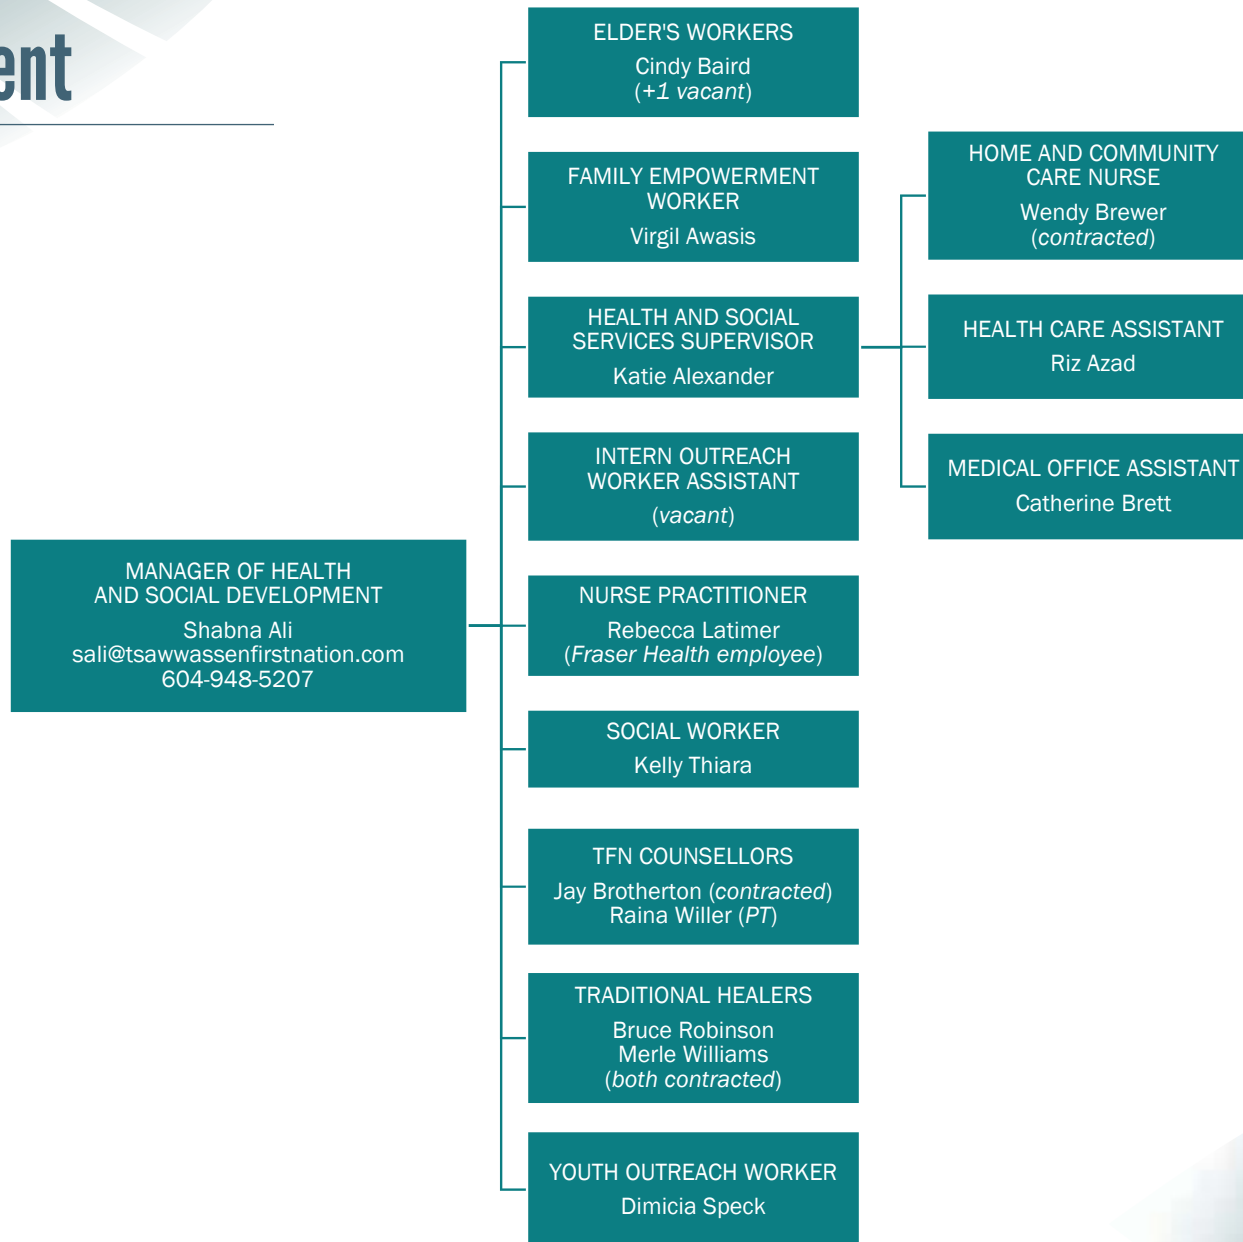 ent
MANAGER OF HEALTH
AND SOCIAL DEVELOPMENT
Shabna Ali
sali@tsawwassenfirstnation.com
604-948-5207
ELDER'S WORKERS
Cindy Baird
(+1 vacant)
FAMILY EMPOWERMENT
WORKER
Virgil Awasis
HEALTH AND SOCIAL
SERVICES SUPERVISOR
Katie Alexander
INTERN OUTREACH
WORKER ASSISTANT
(vacant)
NURSE PRACTITIONER
Rebecca Latimer
(Fraser Health employee)
SOCIAL WORKER
Kelly Thiara
TFN COUNSELLORS
Jay Brotherton (contracted)
Raina Willer (PT)
TRADITIONAL HEALERS
Bruce Robinson
Merle Williams
(both contracted)
YOUTH OUTREACH WORKER
Dimicia Speck
HOME AND COMMUNITY
CARE NURSE
Wendy Brewer
(contracted)
HEALTH CARE ASSISTANT
Riz Azad
MEDICAL OFFICE ASSISTANT
Catherine Brett